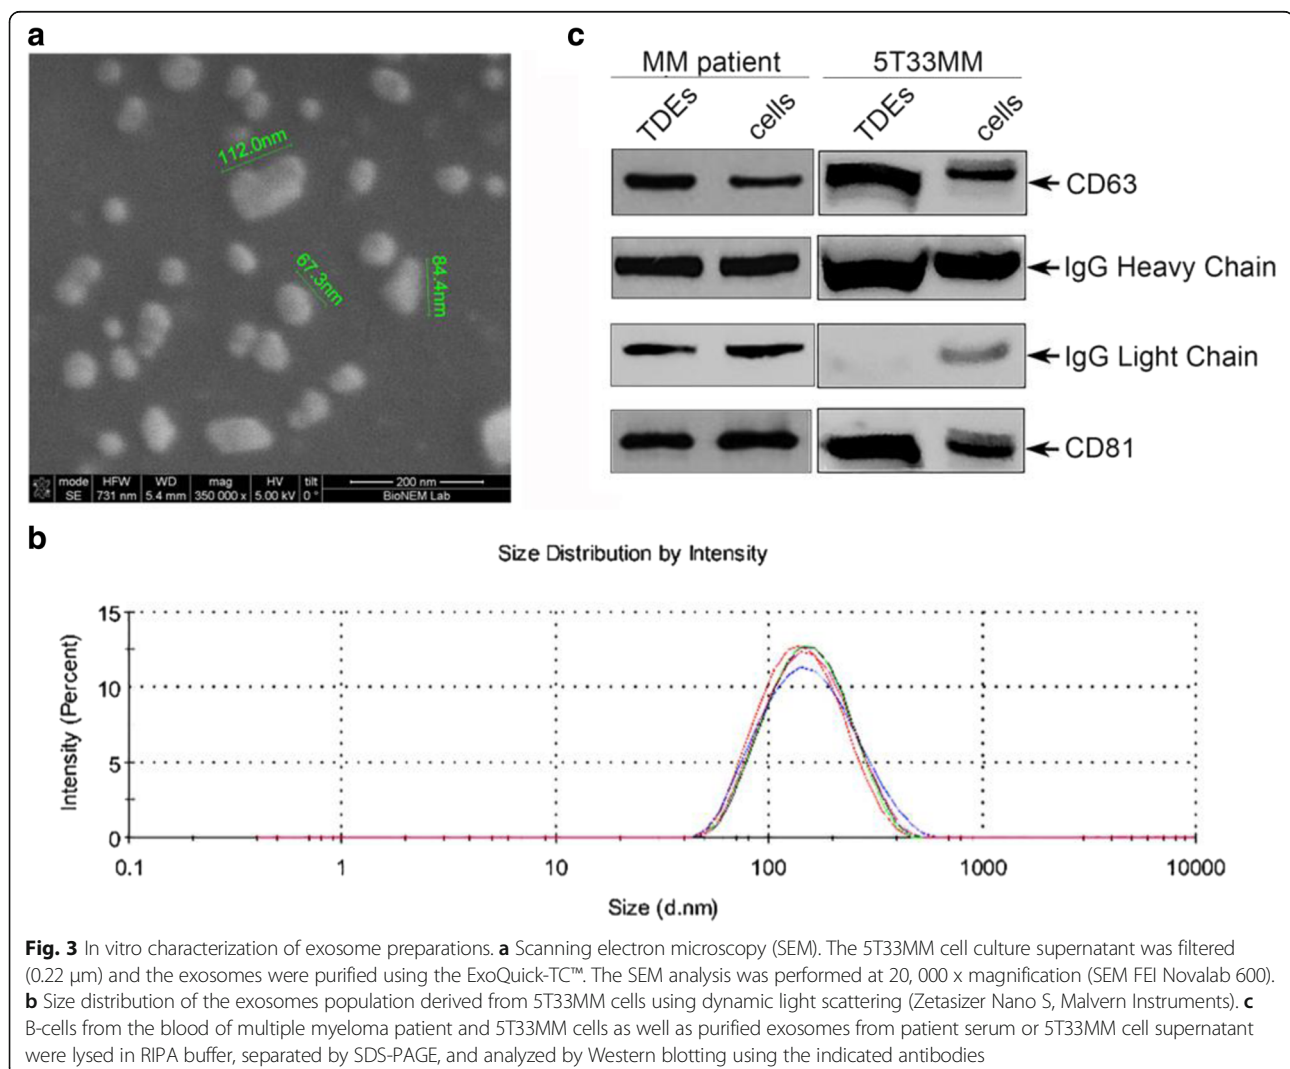 a
112.0nm
67.3nm
84.4nm
mode HFW WD mag HV tilt 200 nm
SE 731 nm 5.4 mm 350 000 x 5.00 kV 0 ° BioNEM Lab
c
MM patient 5T33MM
TDEs cells TDEs cells
CD63
IgG Heavy Chain
IgG Light Chain
CD81
b
Size Distribution by Intensity
Intensity (Percent)
15
10
5
0
0.1 1 10 100 1000 10000
Size (d.nm)
Fig. 3 In vitro characterization of exosome preparations. a Scanning electron microscopy (SEM). The 5T33MM cell culture supernatant was filtered
(0.22 μm) and the exosomes were purified using the ExoQuick-TC™. The SEM analysis was performed at 20, 000 x magnification (SEM FEI Novalab 600).
b Size distribution of the exosomes population derived from 5T33MM cells using dynamic light scattering (Zetasizer Nano S, Malvern Instruments). c
B-cells from the blood of multiple myeloma patient and 5T33MM cells as well as purified exosomes from patient serum or 5T33MM cell supernatant
were lysed in RIPA buffer, separated by SDS-PAGE, and analyzed by Western blotting using the indicated antibodies